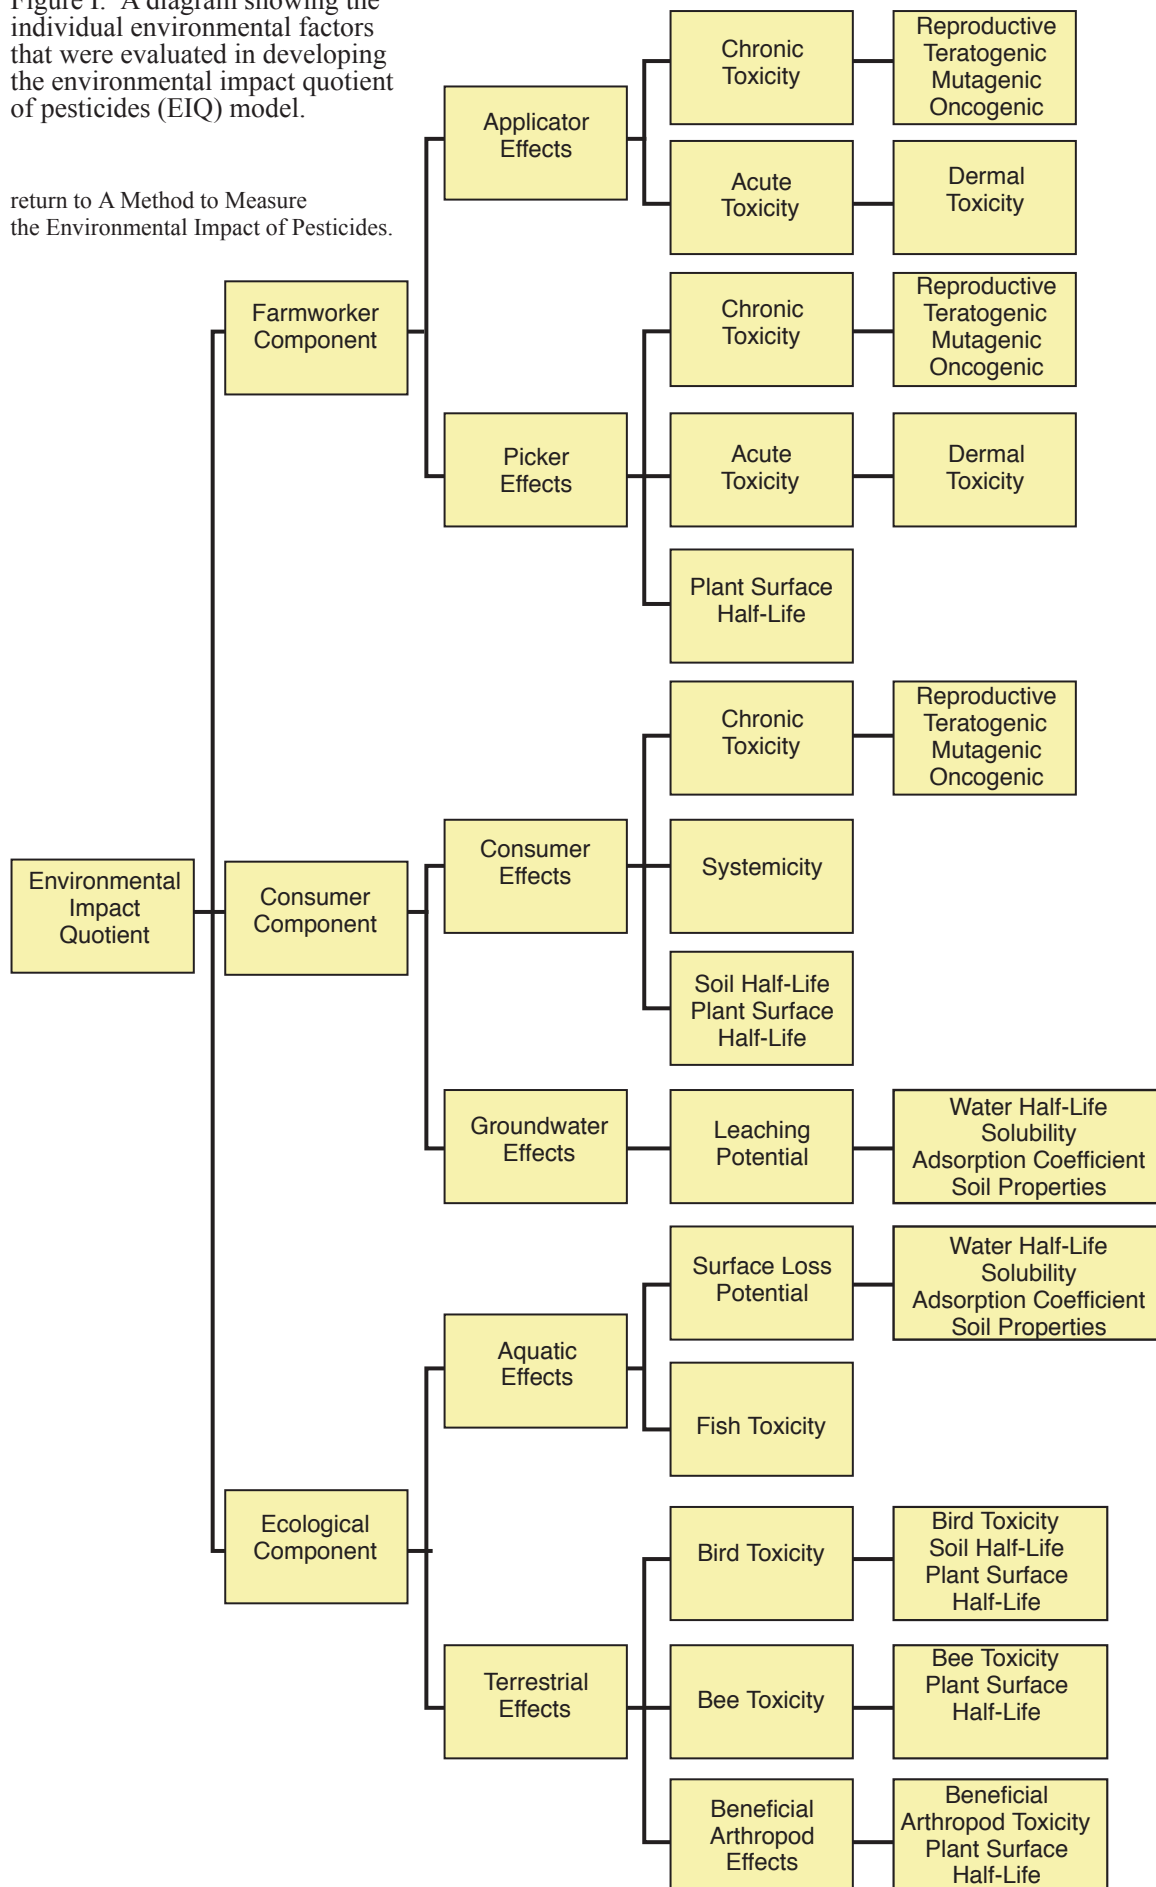 Figure I. A diagram showing the
individual environmental factors
that were evaluated in developing
the environmental impact quotient
of pesticides (EIQ) model.
return to A Method to Measure
the Environmental Impact of Pesticides.
Environmental
Impact
Quotient
Farmworker
Component
Applicator
Effects
Chronic
Toxicity
Reproductive
Teratogenic
Mutagenic
Oncogenic
Acute
Toxicity
Dermal
Toxicity
Picker
Effects
Chronic
Toxicity
Reproductive
Teratogenic
Mutagenic
Oncogenic
Acute
Toxicity
Dermal
Toxicity
Plant Surface
Half-Life
Consumer
Component
Consumer
Effects
Chronic
Toxicity
Reproductive
Teratogenic
Mutagenic
Oncogenic
Systemicity
Soil Half-Life
Plant Surface
Half-Life
Groundwater
Effects
Leaching
Potential
Water Half-Life
Solubility
Adsorption Coefficient
Soil Properties
Ecological
Component
Aquatic
Effects
Surface Loss
Potential
Water Half-Life
Solubility
Adsorption Coefficient
Soil Properties
Fish Toxicity
Terrestrial
Effects
Bird Toxicity
Bird Toxicity
Soil Half-Life
Plant Surface
Half-Life
Bee Toxicity
Bee Toxicity
Plant Surface
Half-Life
Beneficial
Arthropod
Effects
Beneficial
Arthropod Toxicity
Plant Surface
Half-Life